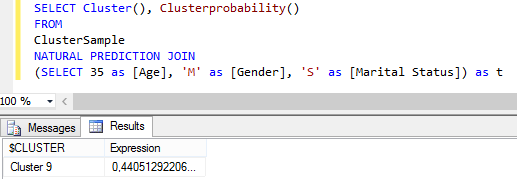 SELECT Cluster(), Clusterprobability()
FROM
ClusterSample
NATURAL PREDICTION JOIN
(SELECT 35 as [Age], 'M' as [Gender], 'S' as [Marital Status]) as t
100 %
Messages Results
$CLUSTER Expression
Cluster 9 0,44051292206...